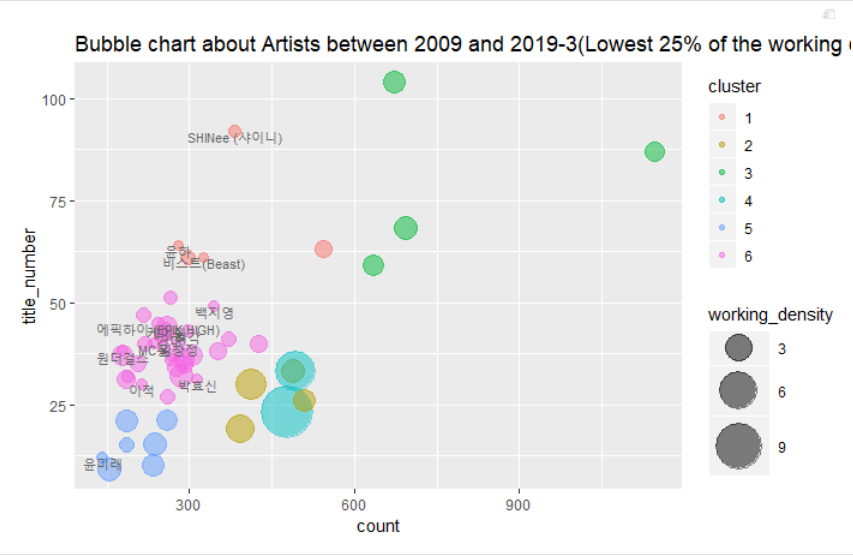 Bubble chart about Artists between 2009 and 2019-3(Lowest 25% of the working
title_number
100
75
50
25
SHINee (샤이니)
윤하
비스트(Beast)
백지영
에픽하이
HIGH)
MC몽
원더걸스
박효신
이적
윤미래
300
600
900
count
cluster
1
2
3
4
5
6
working_density
3
6
9